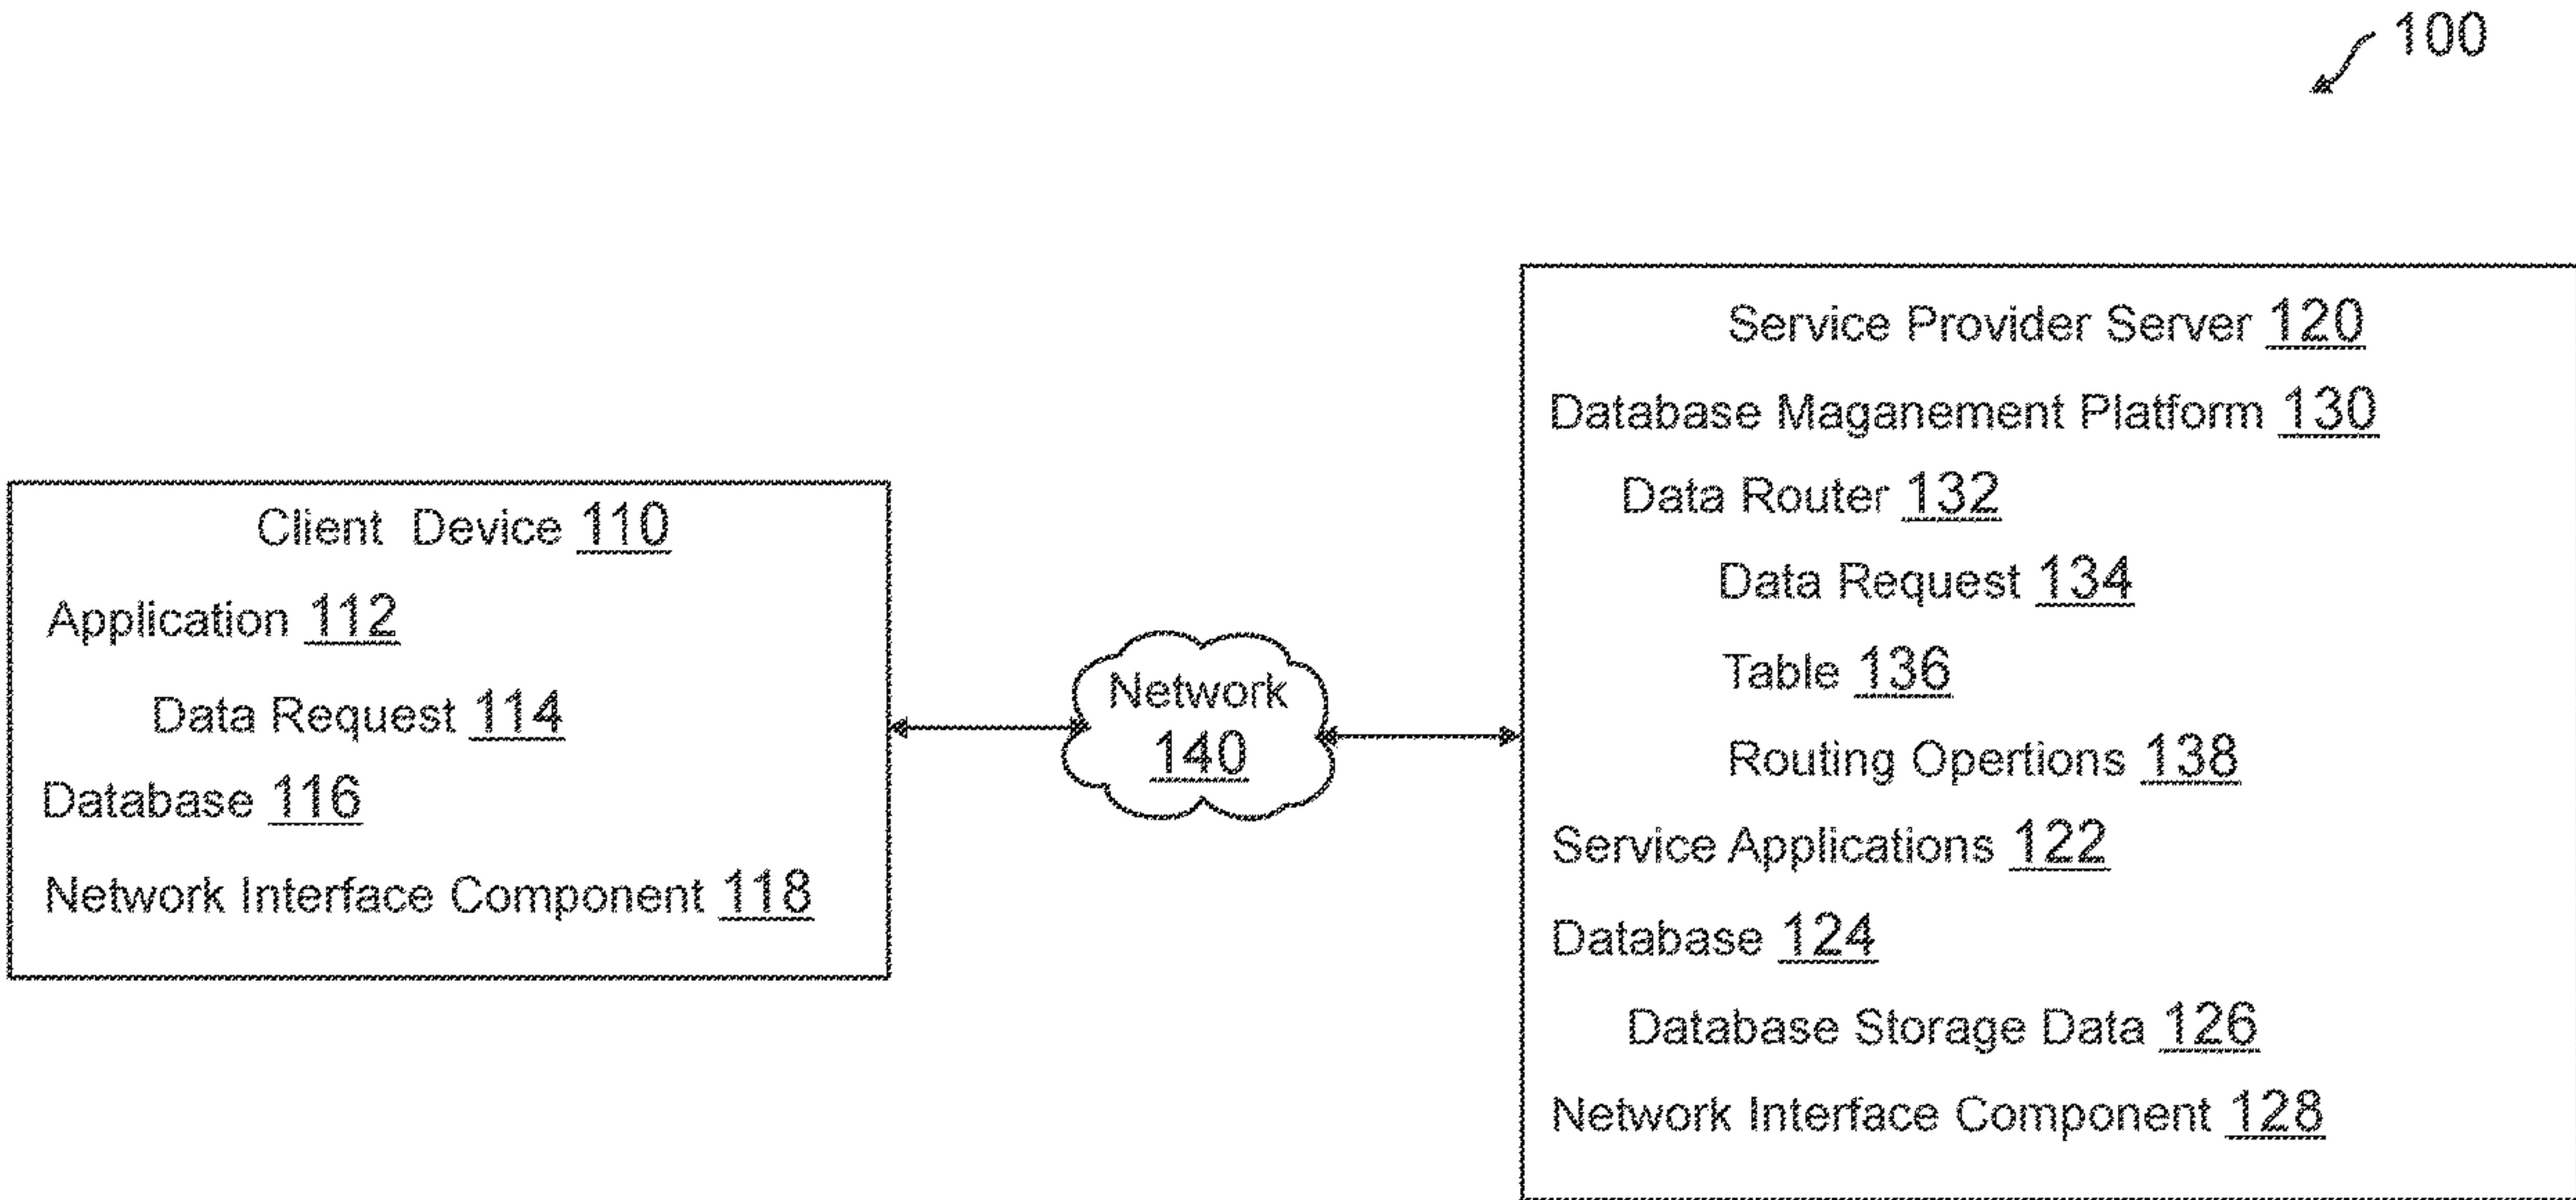 100
Client Device 110
Application 112
Data Request 114
Database 116
Network Interface Component 118
Network
140
Service Provider Server 120
Database Maganement Platform 130
Data Router 132
Data Request 134
Table 136
Routing Opertions 138
Service Applications 122
Database 124
Database Storage Data 126
Network Interface Component 128